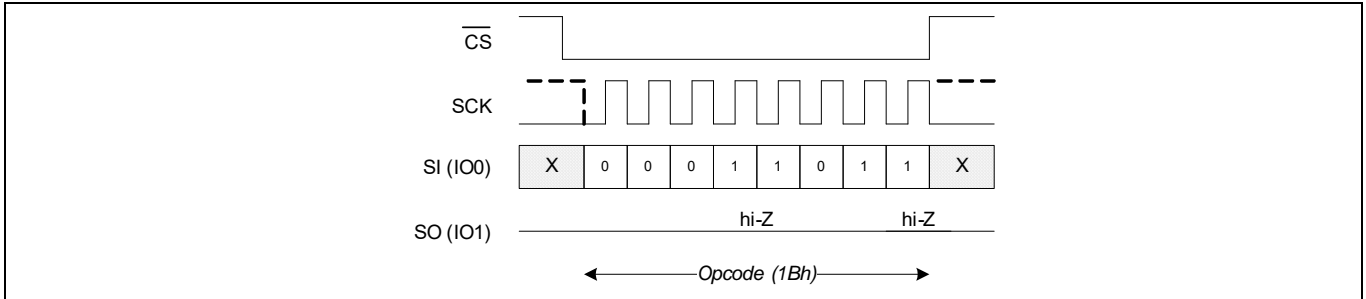 CS
SCK
SI (IO0) X 0 0 0 1 1 0 1 1 X
hi-Z hi-Z
SO (IO1)
Opcode (1Bh)